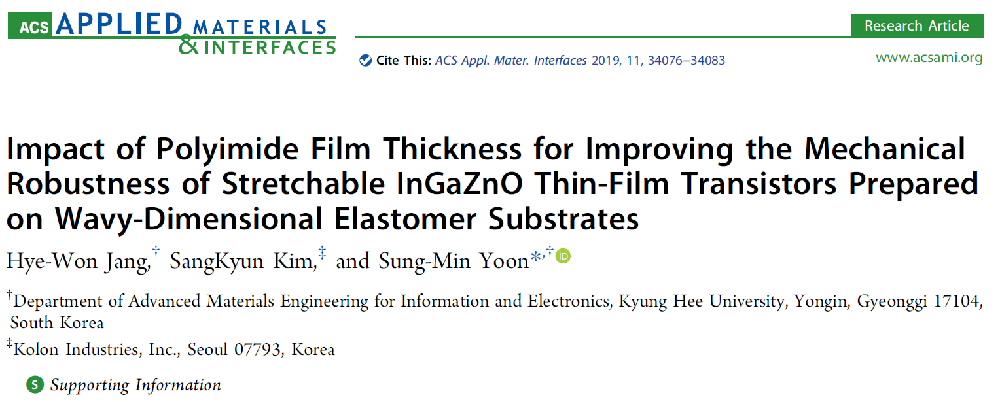 ACS APPLIED MATERIALS
& INTERFACES
Research Article
Cite This: ACS Appl. Mater. Interfaces 2019, 11, 34076−34083
www.acsami.org
Impact of Polyimide Film Thickness for Improving the Mechanical
Robustness of Stretchable InGaZnO Thin-Film Transistors Prepared
on Wavy-Dimensional Elastomer Substrates
Hye-Won Jang,† SangKyun Kim,‡ and Sung-Min Yoon*,† iD
†Department of Advanced Materials Engineering for Information and Electronics, Kyung Hee University, Yongin, Gyeonggi 17104,
South Korea
‡Kolon Industries, Inc., Seoul 07793, Korea
S Supporting Information